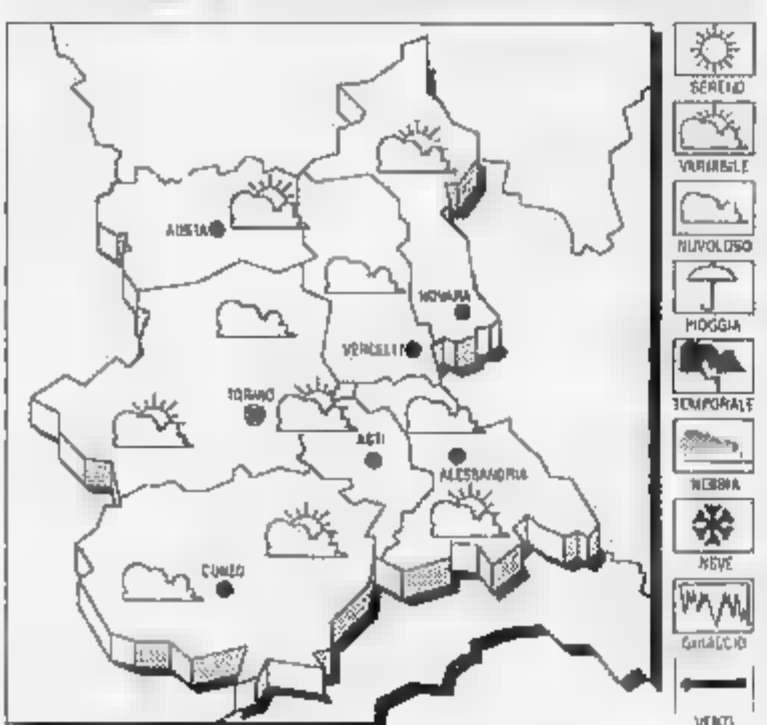 SERENO
VARIABILE
NUVOLOSO
PIOGGIA
TEMPORALE
NEBBIA
NEVE
GHIACCIO
VENTI
AOSTA
NOVARA
VERCELLI
TORINO
ASTI
ALESSANDRIA
CUNEO